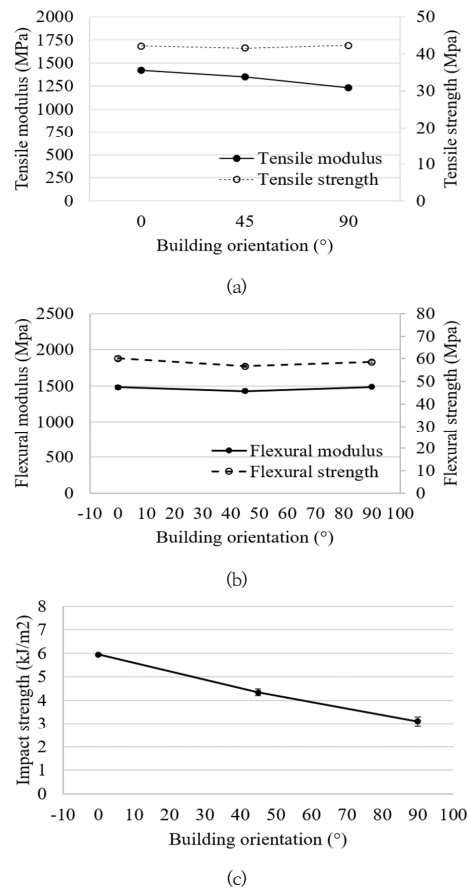 2000
1750
1500
1250
1000
750
500
250
0
Tensile modulus (MPa)
50
40
30
20
10
0
Tensile strength (Mpa)
Tensile modulus
Tensile strength
0 45 90
Building orientation (°)
(a)
2500
2000
1500
1000
500
0
Flexural modulus (Mpa)
80
70
60
50
40
30
20
10
0
Flexural strength (Mpa)
Flexural modulus
Flexural strength
-10 0 10 20 30 40 50 60 70 80 90 100
Building orientation (°)
(b)
8
7
6
5
4
3
2
1
0
Impact strength (kJ/m2)
-10 0 10 20 30 40 50 60 70 80 90 100
Building orientation (°)
(c)